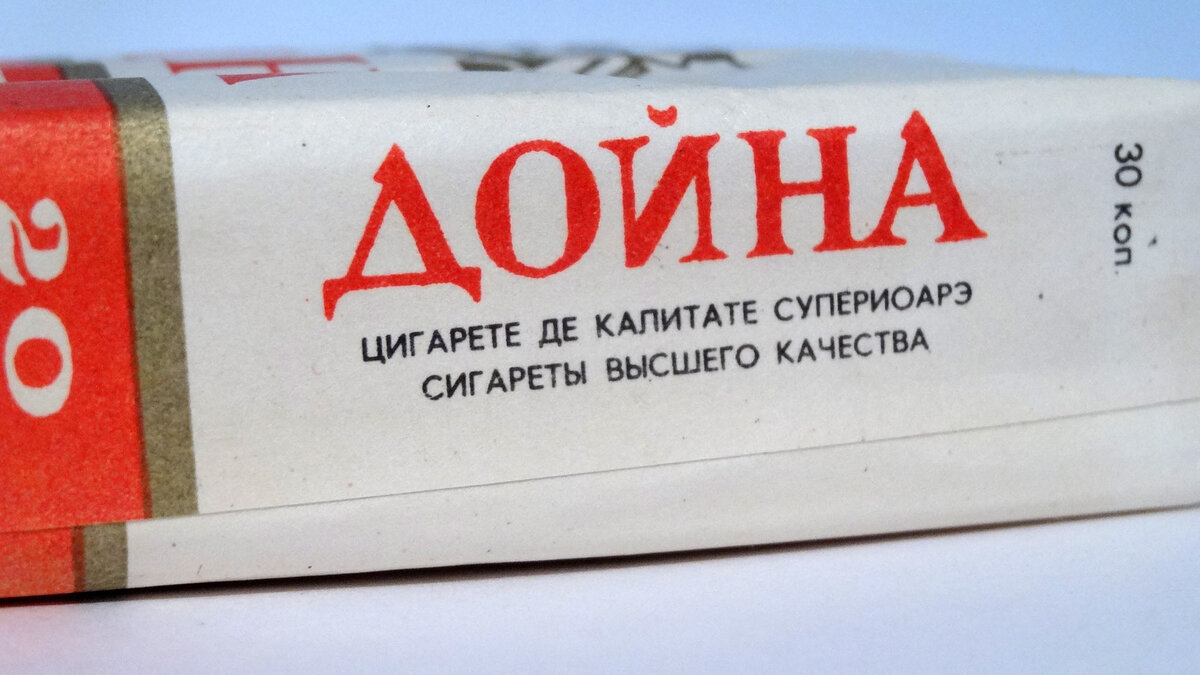 20
ДОЙНА
ЦИГАРЕТЕ ДЕ КАЛИТАТЕ СУПЕРИОАРЭ
СИГАРЕТЫ ВЫСШЕГО КАЧЕСТВА
30 коп.